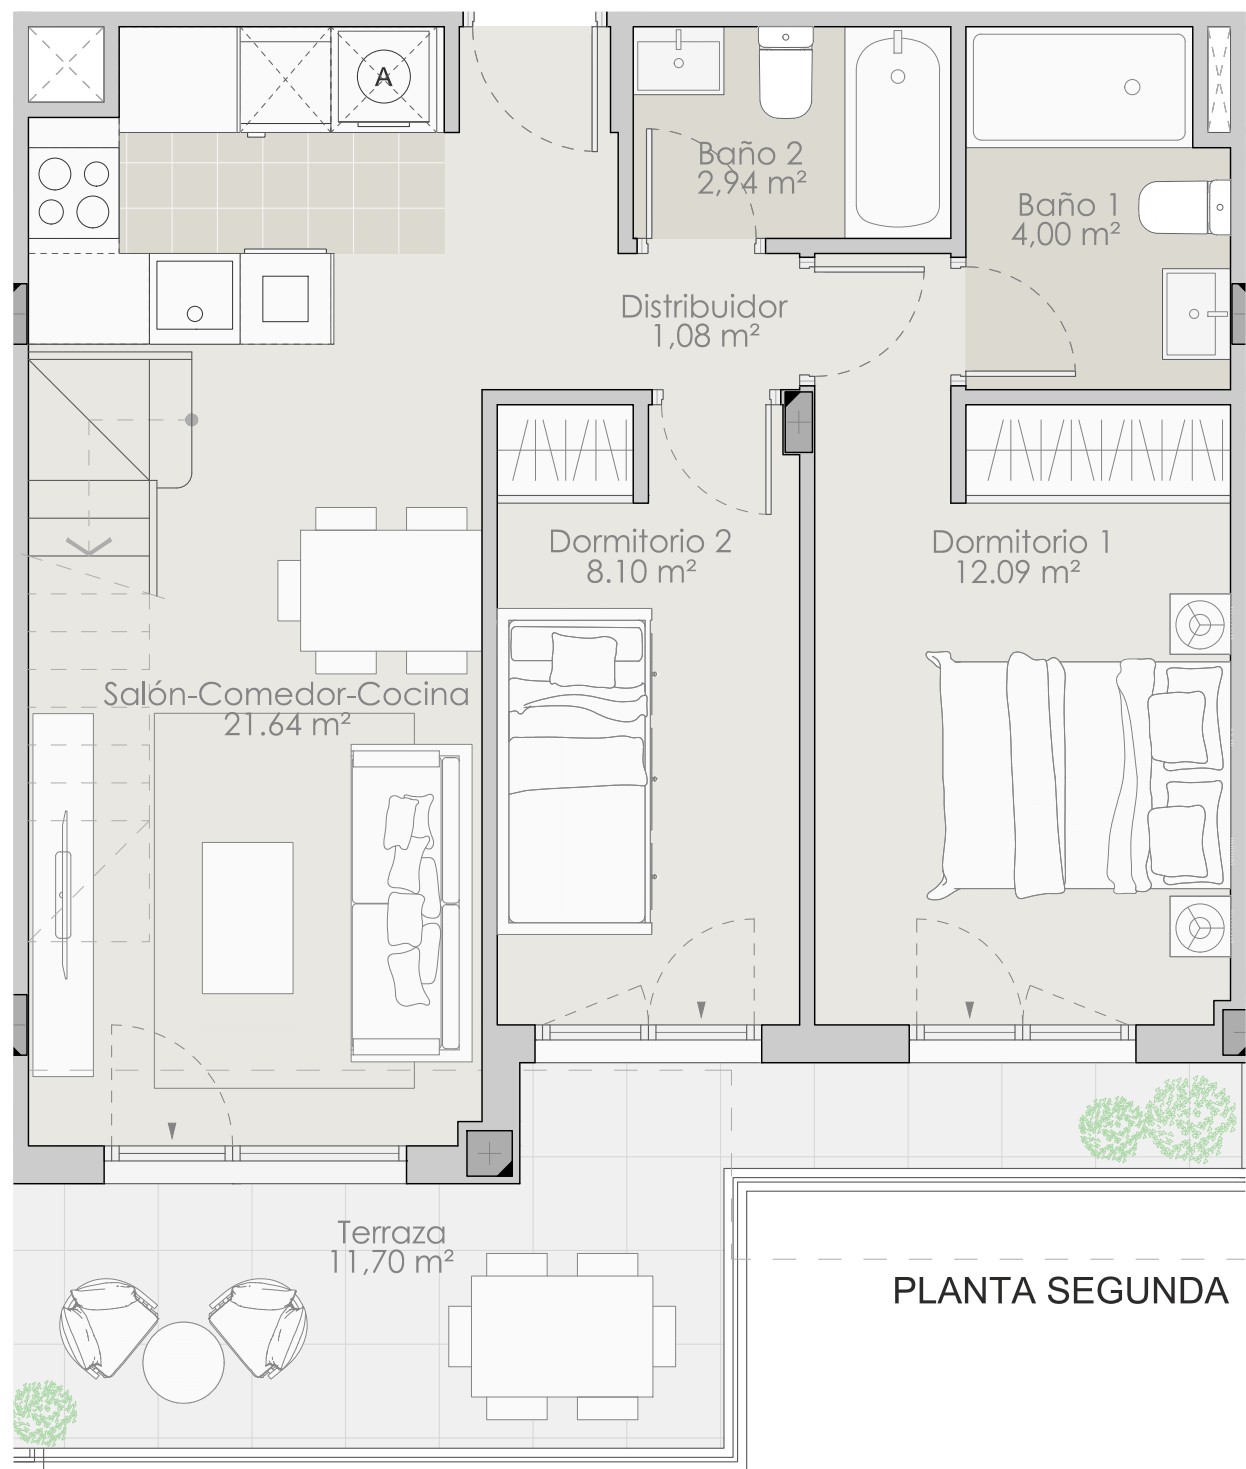 A
Baño 2
2,94 m²
Baño 1
4,00 m²
Distribuidor
1,08 m²
Dormitorio 2
8.10 m²
Dormitorio 1
12.09 m²
Salón-Comedor-Cocina
21.64 m²
Terraza
11,70 m²
PLANTA SEGUNDA